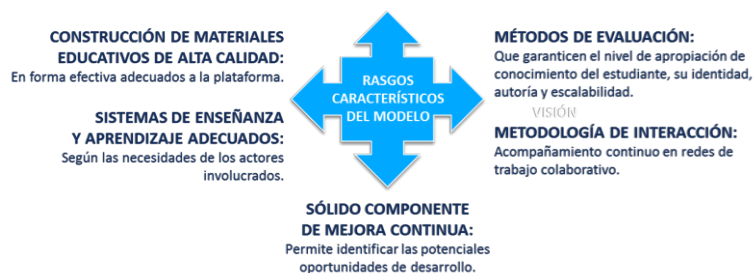 CONSTRUCCIÓN DE MATERIALES
EDUCATIVOS DE ALTA CALIDAD:
En forma efectiva adecuados a la plataforma.
SISTEMAS DE ENSEÑANZA
Y APRENDIZAJE ADECUADOS:
Según las necesidades de los actores
involucrados.
RASGOS
CARACTERÍSTICOS
DEL MODELO
MÉTODOS DE EVALUACIÓN:
Que garanticen el nivel de apropiación de
conocimiento del estudiante, su identidad,
autoría y escalabilidad.
VISIÓN
METODOLOGÍA DE INTERACCIÓN:
Acompañamiento continuo en redes de
trabajo colaborativo.
SÓLIDO COMPONENTE
DE MEJORA CONTINUA:
Permite identificar las potenciales
oportunidades de desarrollo.